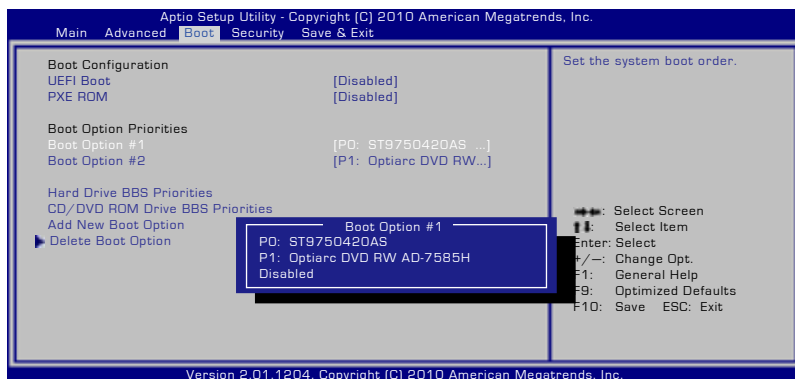 Aptio Setup Utility - Copyright (C) 2010 American Megatrends, Inc.
Main Advanced Boot Security Save & Exit
Boot Configuration
UEFI Boot [Disabled]
PXE ROM [Disabled]
Boot Option Priorities
Boot Option #1 [P0: ST9750420AS ...]
Boot Option #2 [P1: Optiarc DVD RW...]
Hard Drive BBS Priorities
CD/DVD ROM Drive BBS Priorities
Add New Boot Option
Delete Boot Option
Boot Option #1
P0: ST9750420AS
P1: Optiarc DVD RW AD-7585H
Disabled
Set the system boot order.
→←: Select Screen
↑↓: Select Item
Enter: Select
+/—: Change Opt.
F1: General Help
F9: Optimized Defaults
F10: Save ESC: Exit
Version 2.01.1204. Copyright (C) 2010 American Megatrends, Inc.